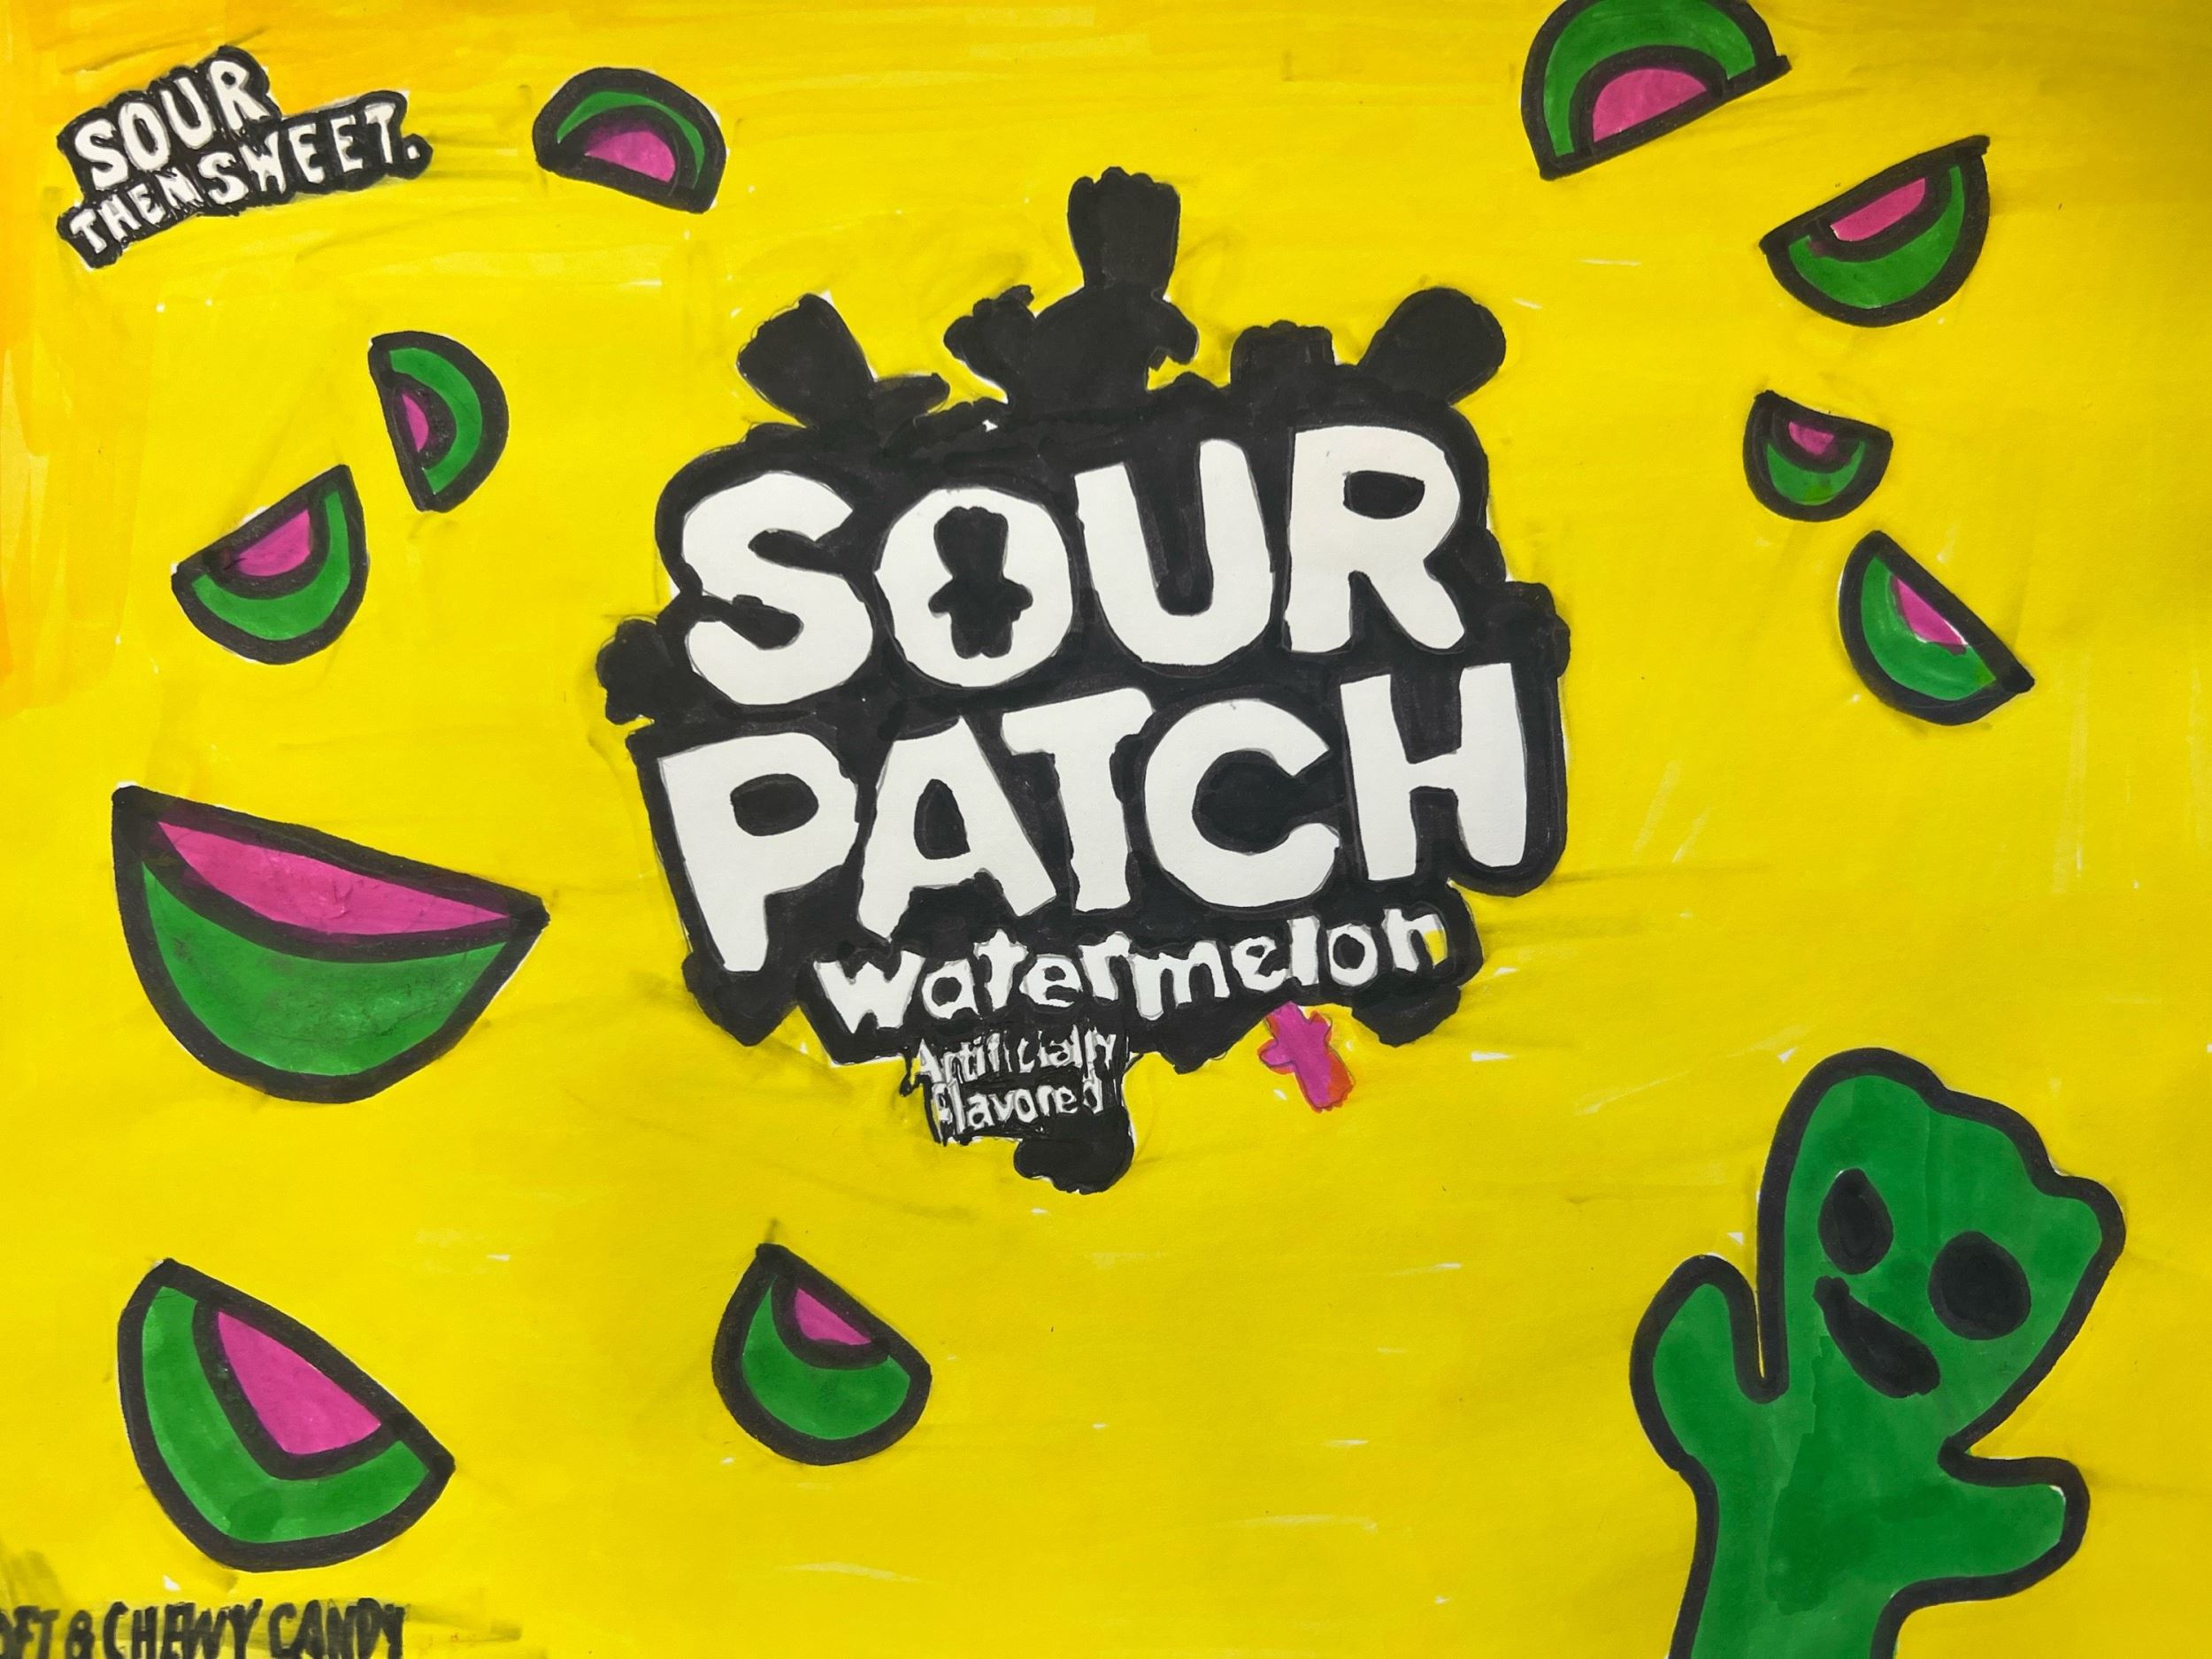 SOUR
THEN SWEET.
SOUR
PATCH
watermelon
Artificially
Flavored
OFT & CHEWY CANDY